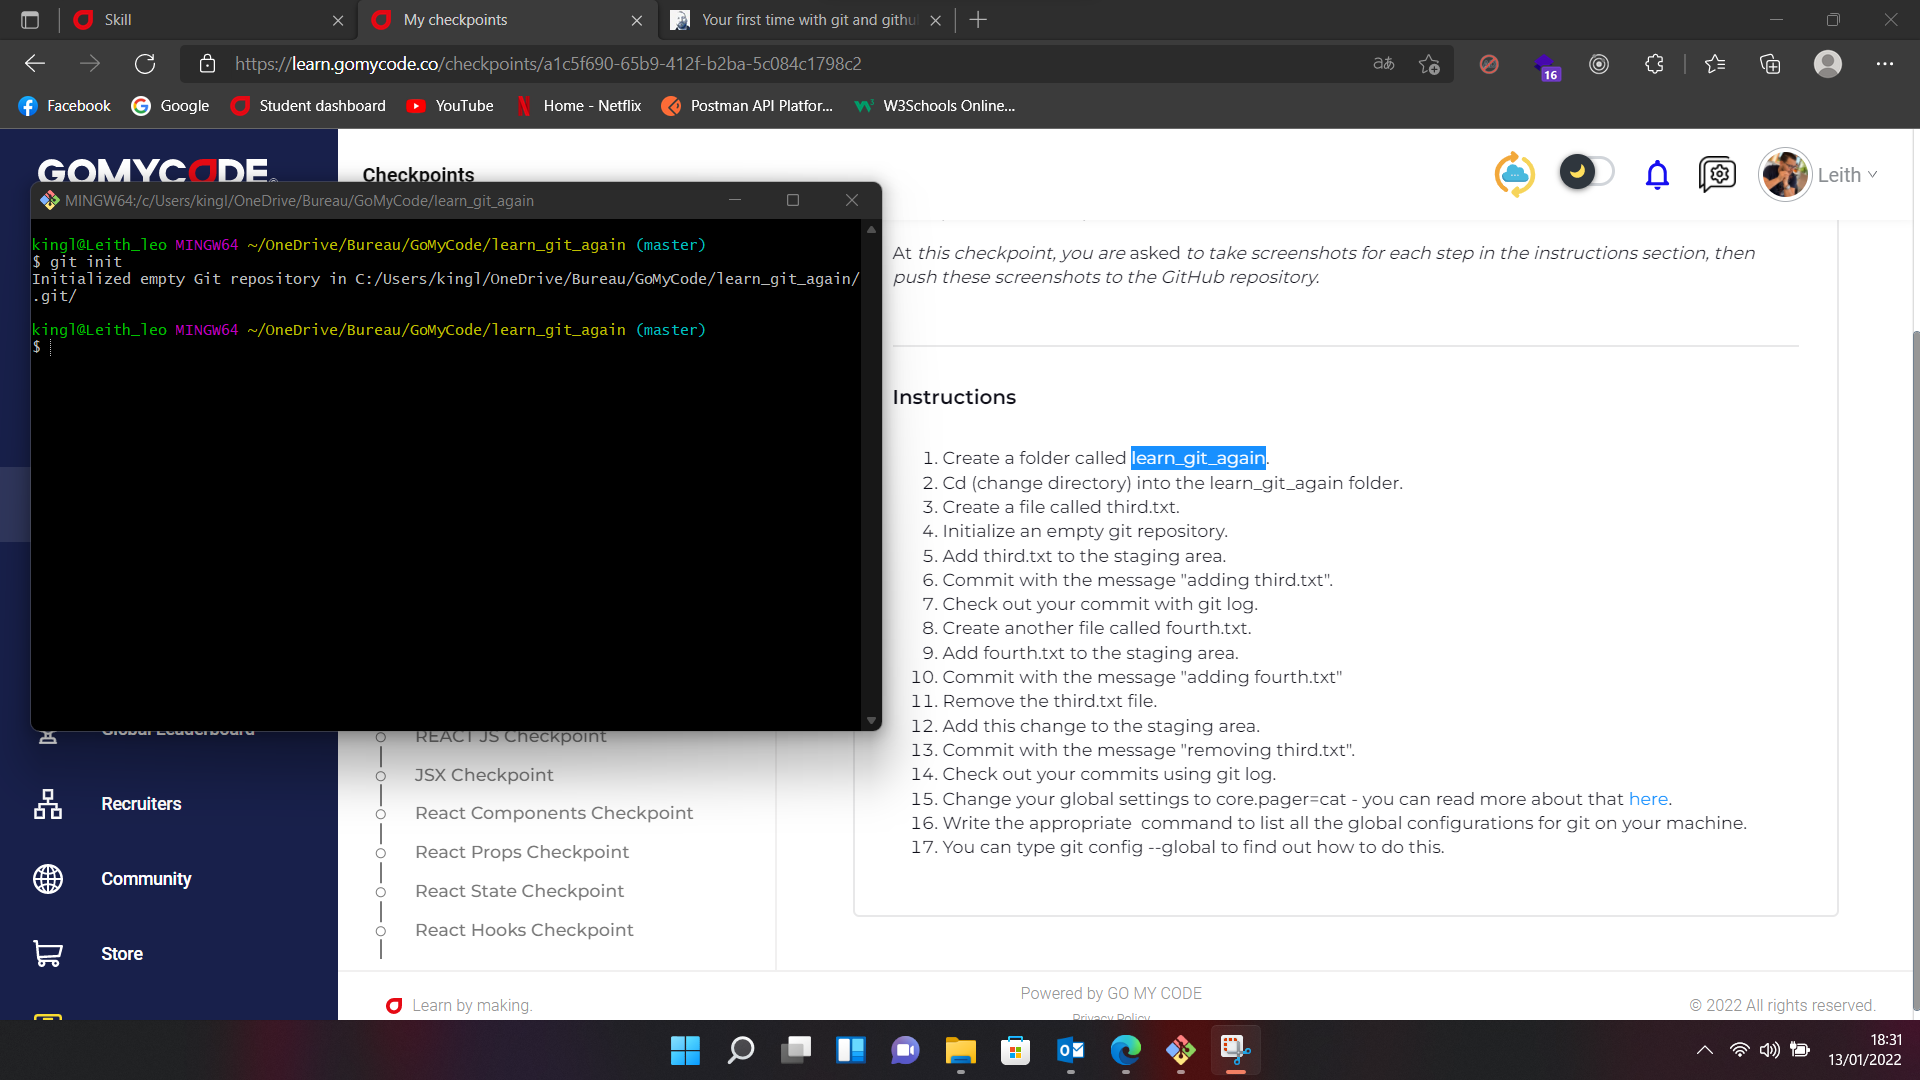 Skill
My checkpoints
Your first time with git and githu
https://learn.gomycode.co/checkpoints/a1c5f690-65b9-412f-b2ba-5c084c1798c2
16
Facebook
Google
Student dashboard
YouTube
Home - Netflix
Postman API Platfor...
W3Schools Online...
GOMYCODE
Checkpoints
Leith
MINGW64:/c/Users/kingl/OneDrive/Bureau/GoMyCode/learn_git_again
kingl@Leith_leo MINGW64 ~/OneDrive/Bureau/GoMyCode/learn_git_again (master)
$ git init
Initialized empty Git repository in C:/Users/kingl/OneDrive/Bureau/GoMyCode/learn_git_again/
.git/
kingl@Leith_leo MINGW64 ~/OneDrive/Bureau/GoMyCode/learn_git_again (master)
$
At this checkpoint, you are asked to take screenshots for each step in the instructions section, then
push these screenshots to the GitHub repository.
Instructions
1. Create a folder called learn_git_again.
2. Cd (change directory) into the learn_git_again folder.
3. Create a file called third.txt.
4. Initialize an empty git repository.
5. Add third.txt to the staging area.
6. Commit with the message "adding third.txt".
7. Check out your commit with git log.
8. Create another file called fourth.txt.
9. Add fourth.txt to the staging area.
10. Commit with the message "adding fourth.txt"
11. Remove the third.txt file.
12. Add this change to the staging area.
13. Commit with the message "removing third.txt".
14. Check out your commits using git log.
15. Change your global settings to core.pager=cat - you can read more about that here.
16. Write the appropriate command to list all the global configurations for git on your machine.
17. You can type git config --global to find out how to do this.
Global Leaderboard
Recruiters
Community
Store
REACT JS Checkpoint
JSX Checkpoint
React Components Checkpoint
React Props Checkpoint
React State Checkpoint
React Hooks Checkpoint
Learn by making.
Powered by GO MY CODE
Privacy Policy
© 2022 All rights reserved.
18:31
13/01/2022